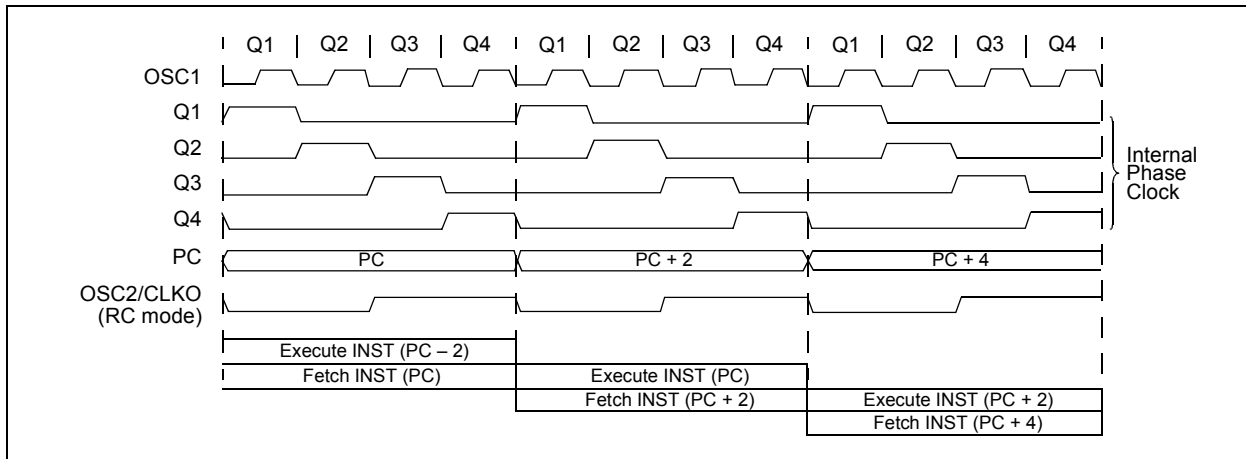 Q1 Q2 Q3 Q4 Q1 Q2 Q3 Q4 Q1 Q2 Q3 Q4
OSC1
Q1
Q2
Q3
Q4
Internal
Phase
Clock
PC PC PC + 2 PC + 4
OSC2/CLKO
(RC mode)
Execute INST (PC – 2)
Fetch INST (PC) Execute INST (PC)
Fetch INST (PC + 2) Execute INST (PC + 2)
Fetch INST (PC + 4)